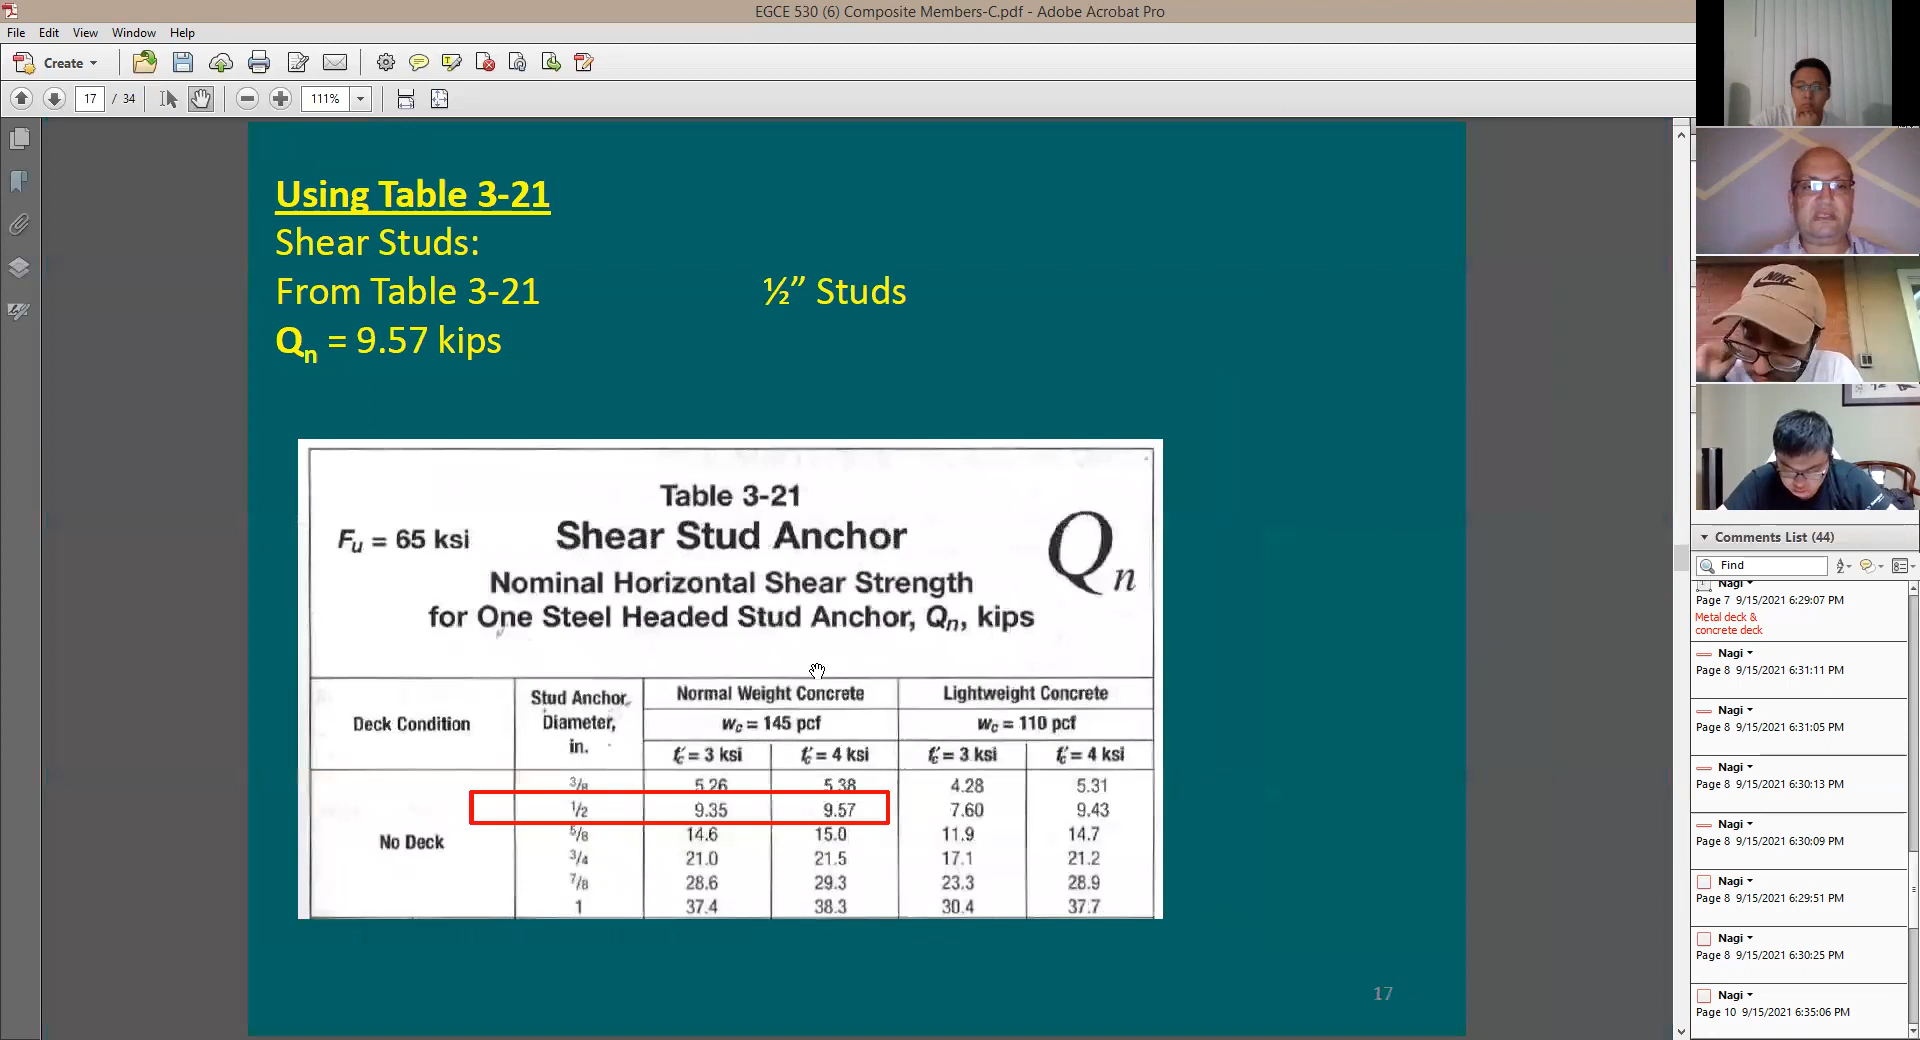 EGCE 530 (6) Composite Members-C.pdf - Adobe Acrobat Pro
File Edit View Window Help
Create
17 / 34 111%
Using Table 3-21
Shear Studs:
From Table 3-21 ½” Studs
Qn = 9.57 kips
Table 3-21
Fu = 65 ksi Shear Stud Anchor Qn
Nominal Horizontal Shear Strength
for One Steel Headed Stud Anchor, Qn, kips
Deck Condition
Stud Anchor
Diameter,
in.
Normal Weight Concrete Lightweight Concrete
wc = 145 pcf wc = 110 pcf
f′c = 3 ksi f′c = 4 ksi f′c = 3 ksi f′c = 4 ksi
No Deck
3/8 5.26 5.38 4.28 5.31
1/2 9.35 9.57 7.60 9.43
5/8 14.6 15.0 11.9 14.7
3/4 21.0 21.5 17.1 21.2
7/8 28.6 29.3 23.3 28.9
1 37.4 38.3 30.4 37.7
17
NIKE
Comments List (44)
Find
Nagi
Page 7 9/15/2021 6:29:07 PM
Metal deck &
concrete deck
Nagi
Page 8 9/15/2021 6:31:11 PM
Nagi
Page 8 9/15/2021 6:31:05 PM
Nagi
Page 8 9/15/2021 6:30:13 PM
Nagi
Page 8 9/15/2021 6:30:09 PM
Nagi
Page 8 9/15/2021 6:29:51 PM
Nagi
Page 8 9/15/2021 6:30:25 PM
Nagi
Page 10 9/15/2021 6:35:06 PM